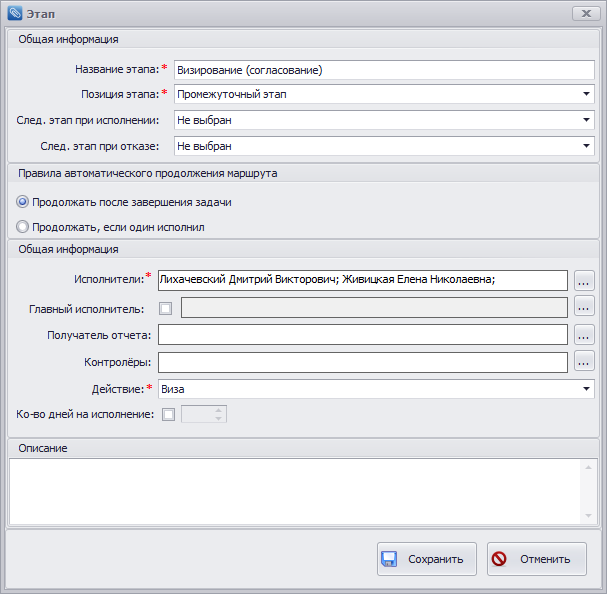 Этап
Общая информация
Название этапа:* Визирование (согласование)
Позиция этапа:* Промежуточный этап
След. этап при исполнении: Не выбран
След. этап при отказе: Не выбран
Правила автоматического продолжения маршрута
Продолжать после завершения задачи
Продолжать, если один исполнил
Общая информация
Исполнители:* Лихачевский Дмитрий Викторович; Живицкая Елена Николаевна; ...
Главный исполнитель: ...
Получатель отчета: ...
Контролёры: ...
Действие:* Виза
Ко-во дней на исполнение:
Описание
Сохранить Отменить